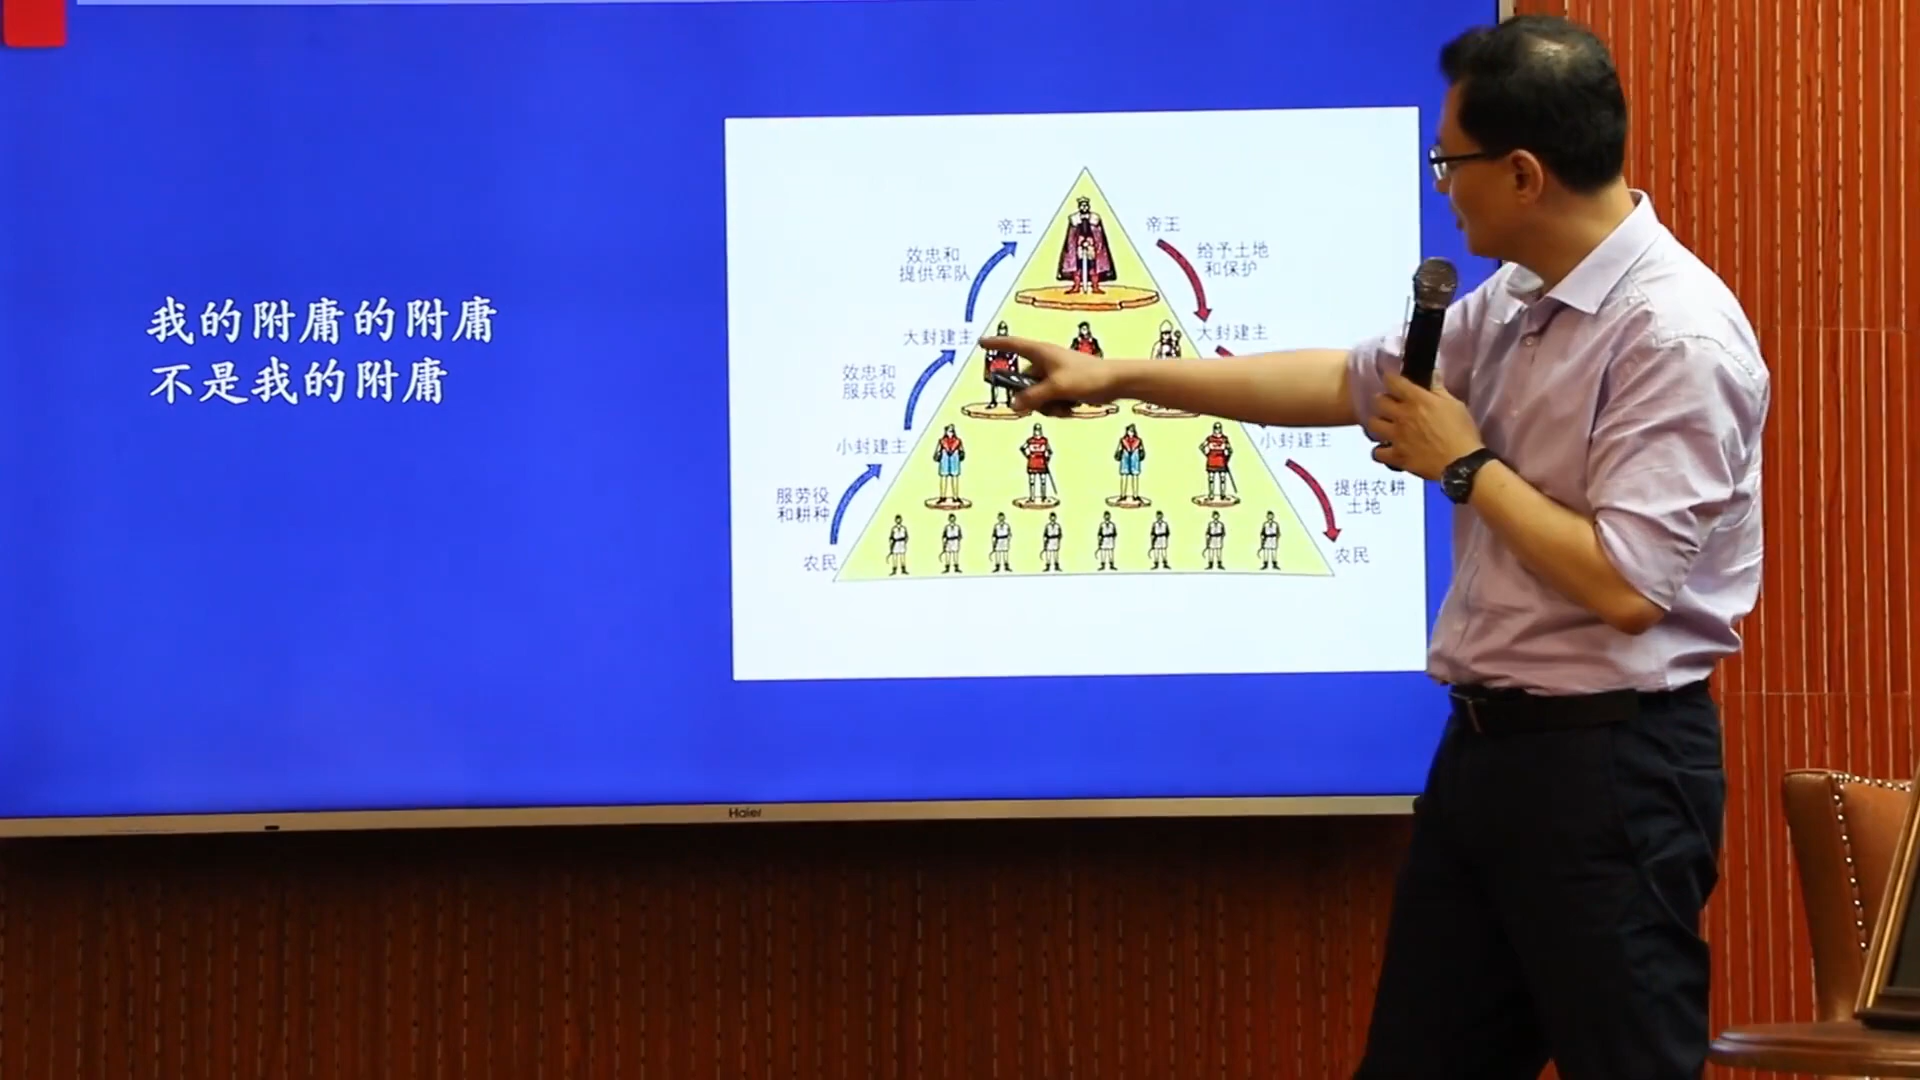 我的附庸的附庸
不是我的附庸
帝王
帝王
效忠和
提供军队
给予土地
和保护
大封建主
大封建主
效忠和
服兵役
小封建主
小封建主
服劳役
和耕种
提供农耕
土地
农民
农民
Haier